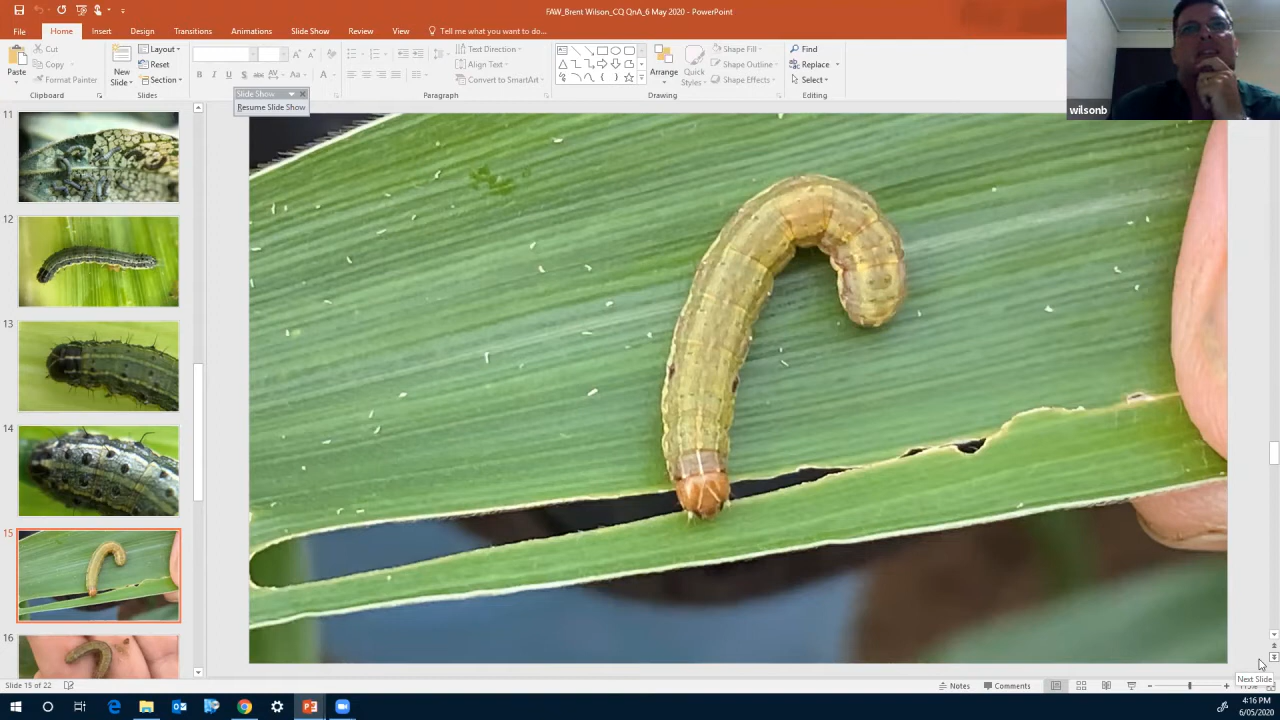 FAW_Brent Wilson_CQ QnA_6 May 2020 - PowerPoint
File Home Insert Design Transitions Animations Slide Show Review View Tell me what you want to do...
Paste
Cut
Copy
Format Painter
Clipboard
New
Slide
Layout
Reset
Section
Slides
Slide Show
Resume Slide Show
Text Direction
Align Text
Convert to SmartArt
Paragraph
Arrange
Quick
Styles
Shape Fill
Shape Outline
Shape Effects
Drawing
Find
Replace
Select
Editing
wilsonb
11
12
13
14
15
16
Slide 15 of 22
Notes Comments
Next Slide
4:16 PM
6/05/2020